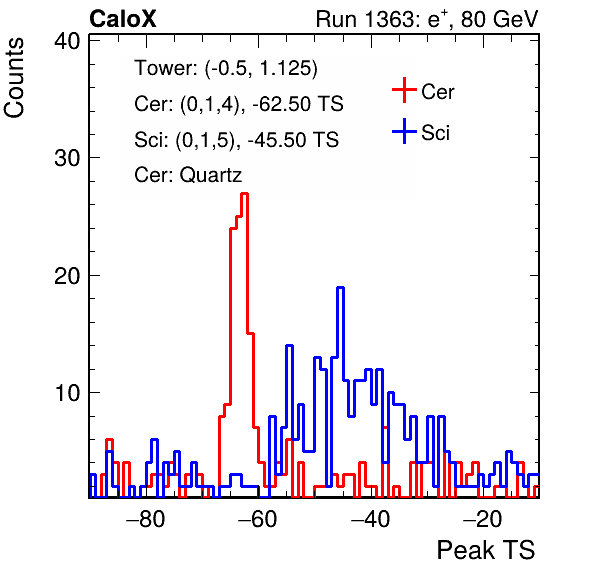 CaloX
Run 1363: e+, 80 GeV
Counts
40
30
20
10
Tower: (-0.5, 1.125)
Cer: (0,1,4), -62.50 TS
Sci: (0,1,5), -45.50 TS
Cer: Quartz
Cer
Sci
−80
−60
−40
−20
Peak TS